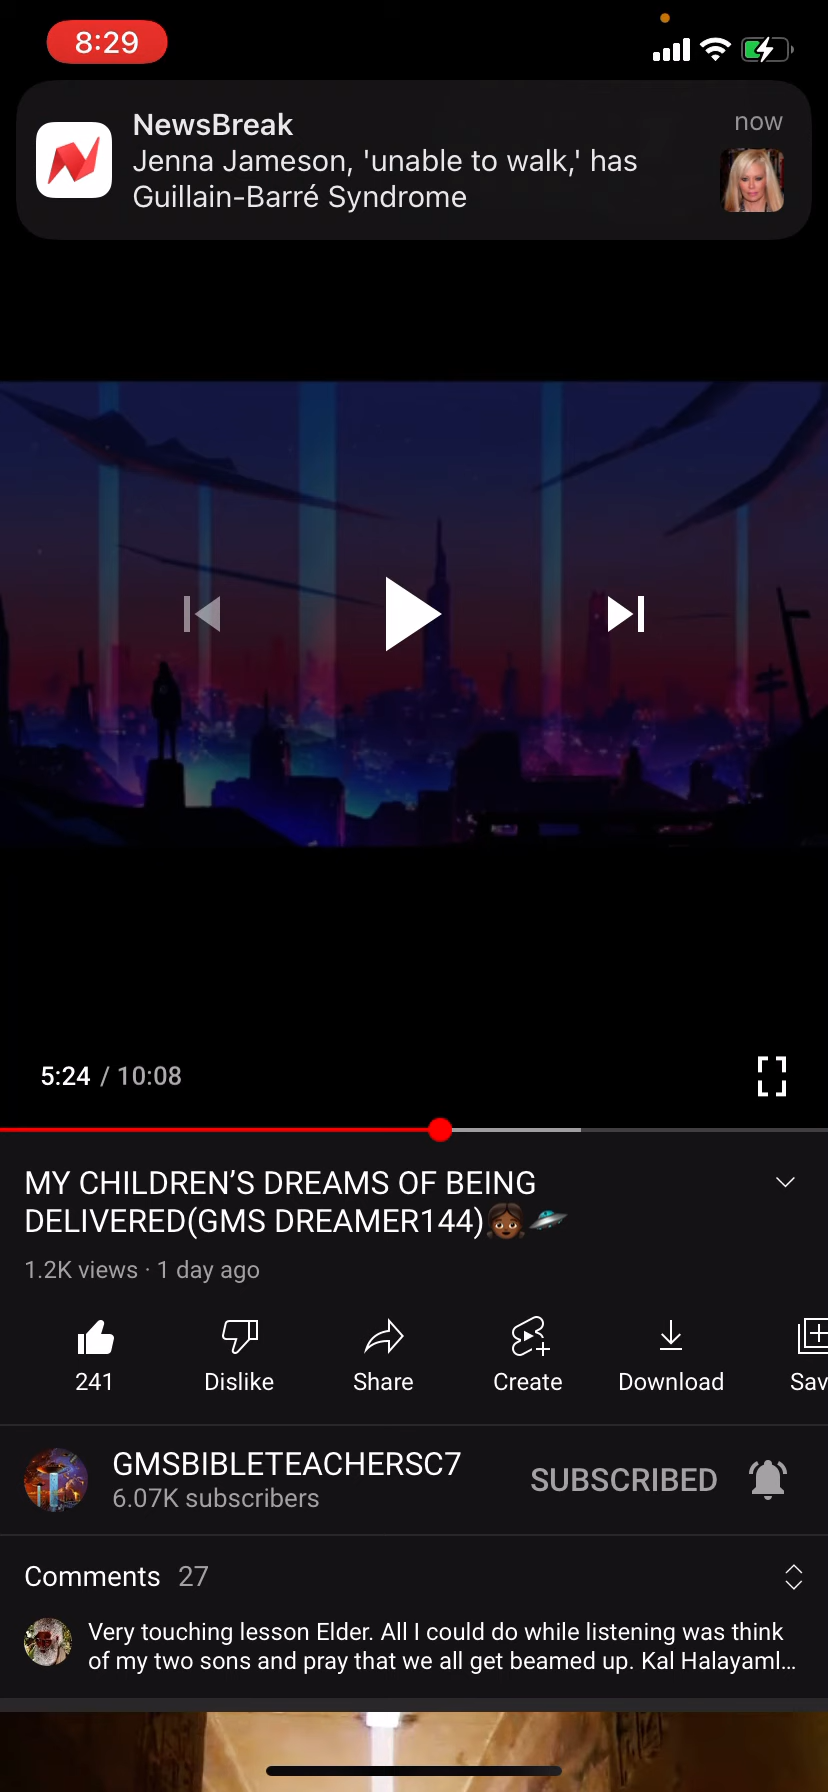 8:29
NewsBreak
now
Jenna Jameson, 'unable to walk,' has
Guillain-Barré Syndrome
5:24 / 10:08
MY CHILDREN’S DREAMS OF BEING
DELIVERED(GMS DREAMER144)👧🏾🛸
1.2K views · 1 day ago
241
Dislike
Share
Create
Download
Sav
GMSBIBLETEACHERSC7
6.07K subscribers
SUBSCRIBED
Comments 27
Very touching lesson Elder. All I could do while listening was think
of my two sons and pray that we all get beamed up. Kal Halayaml...